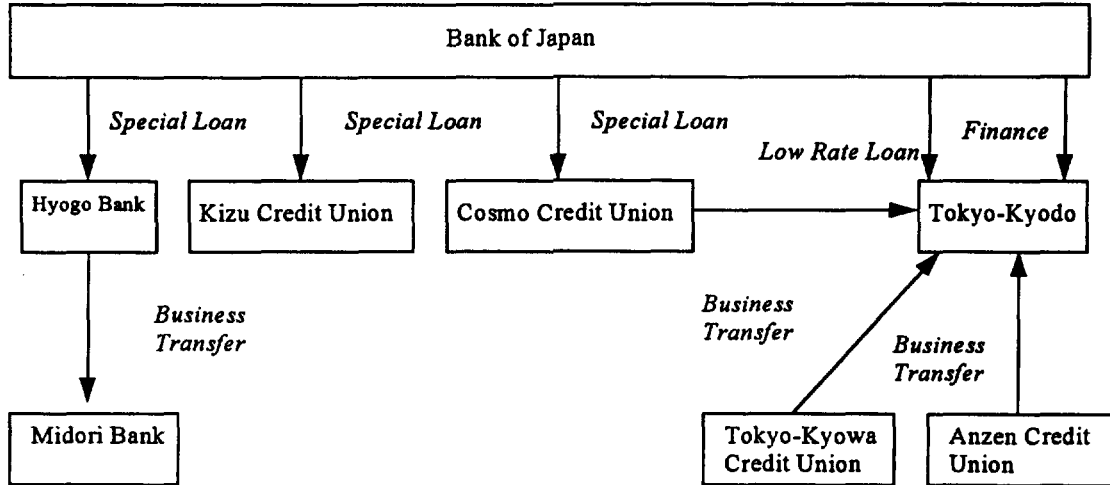 Bank of Japan
Special Loan
Special Loan
Special Loan
Low Rate Loan
Finance
Hyogo Bank
Kizu Credit Union
Cosmo Credit Union
Tokyo-Kyodo
Business
Transfer
Business
Transfer
Business
Transfer
Midori Bank
Tokyo-Kyowa
Credit Union
Anzen Credit
Union